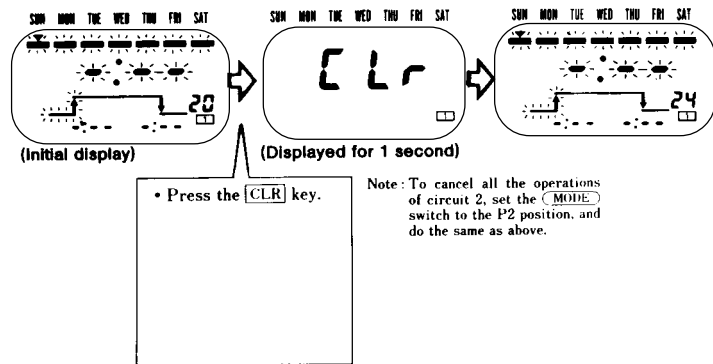 SUN MON TUE WED THU FRI SAT
20
1
(Initial display)
SUN MON TUE WED THU FRI SAT
CLr
1
(Displayed for 1 second)
SUN MON TUE WED THU FRI SAT
24
1
• Press the CLR key.
Note : To cancel all the operations
of circuit 2, set the MODE
switch to the P2 position, and
do the same as above.